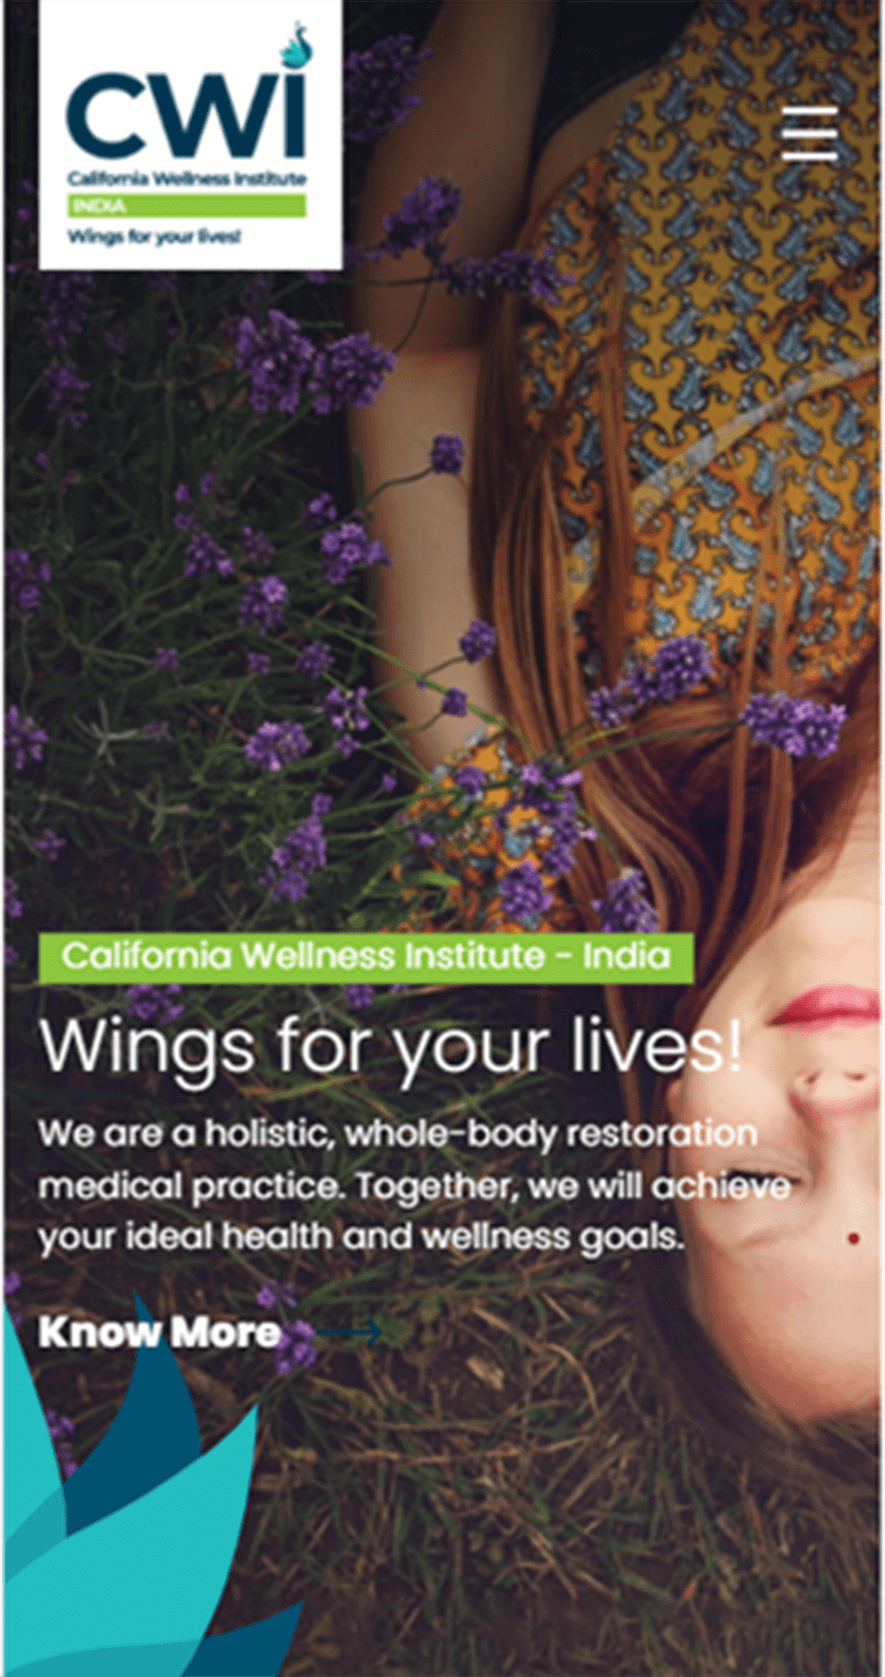 CWI
California Wellness Institute
INDIA
Wings for your lives!
California Wellness Institute - India
Wings for your lives!
We are a holistic, whole-body restoration
medical practice. Together, we will achieve
your ideal health and wellness goals.
Know More